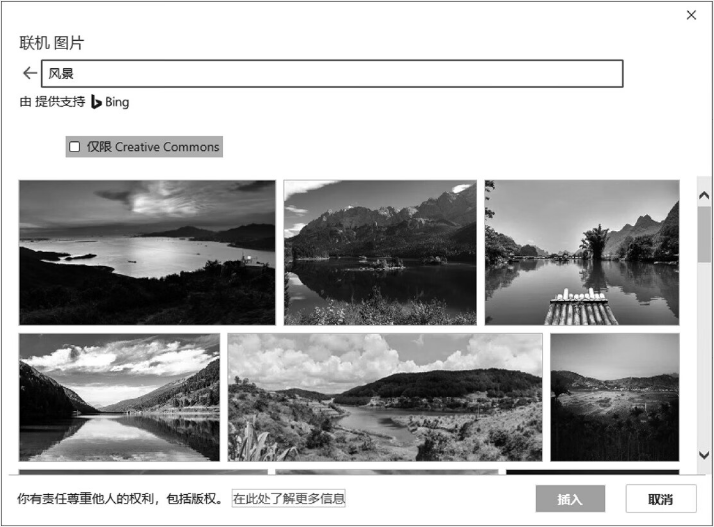 联机 图片
风景
由 提供支持 Bing
仅限 Creative Commons
你有责任尊重他人的权利，包括版权。 在此处了解更多信息
插入
取消